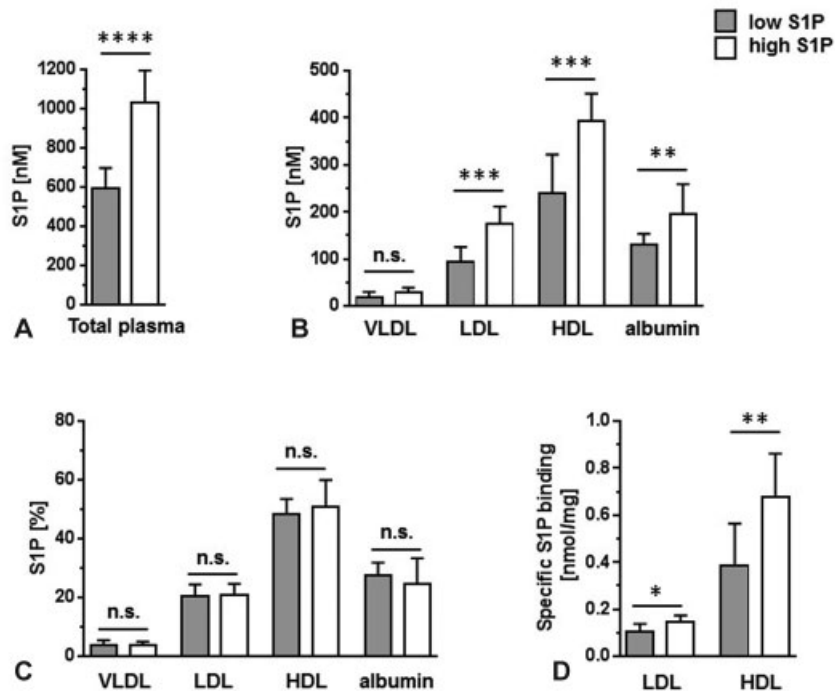 low S1P
high S1P
****
S1P [nM]
1200
1000
800
600
400
200
0
A
Total plasma
S1P [nM]
500
400
300
200
100
0
n.s.
***
***
**
B
VLDL
LDL
HDL
albumin
S1P [%]
80
60
40
20
0
n.s.
n.s.
n.s.
n.s.
C
VLDL
LDL
HDL
albumin
Specific S1P binding
[nmol/mg]
1.0
0.8
0.6
0.4
0.2
0.0
*
**
D
LDL
HDL